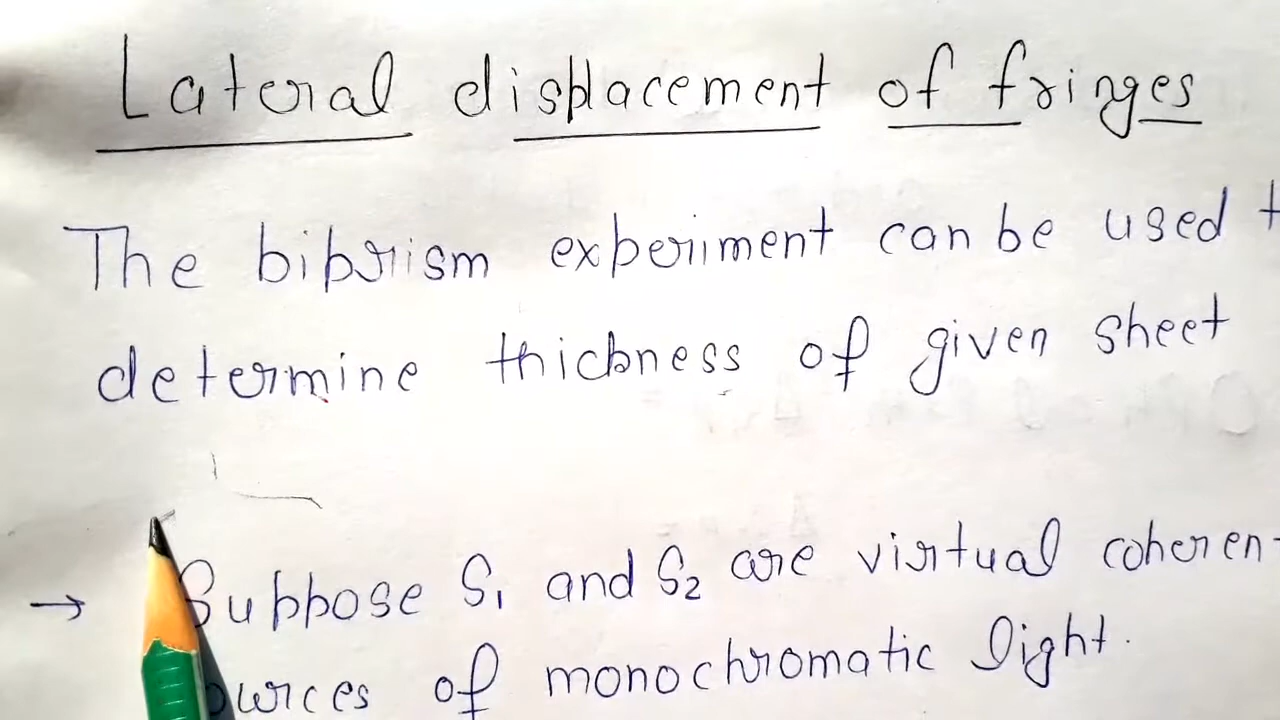 Lateral displacement of fringes
The biprism experiment can be used t
determine thickness of given sheet
→ Suppose S₁ and S₂ are virtual coheren-
ources of monochromatic light.